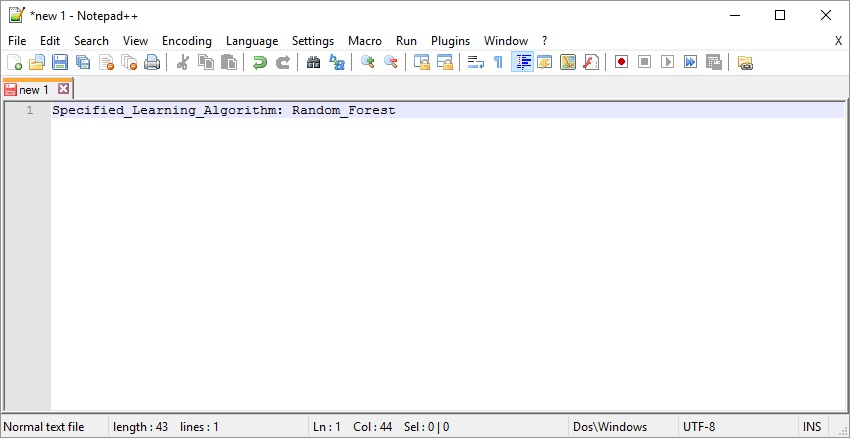 *new 1 - Notepad++
File Edit Search View Encoding Language Settings Macro Run Plugins Window ? X
new 1
1 Specified_Learning_Algorithm: Random_Forest
Normal text file length : 43 lines : 1 Ln : 1 Col : 44 Sel : 0 | 0 Dos\Windows UTF-8 INS